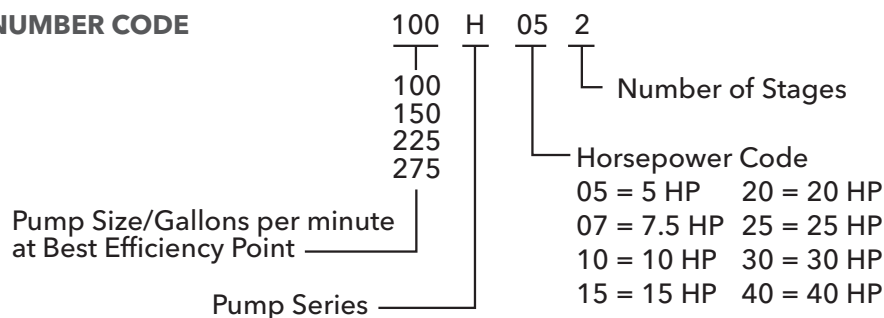 NUMBER CODE
100 H 05 2
100
150
225
275
Number of Stages
Horsepower Code
05 = 5 HP 20 = 20 HP
07 = 7.5 HP 25 = 25 HP
10 = 10 HP 30 = 30 HP
15 = 15 HP 40 = 40 HP
Pump Size/Gallons per minute
at Best Efficiency Point
Pump Series